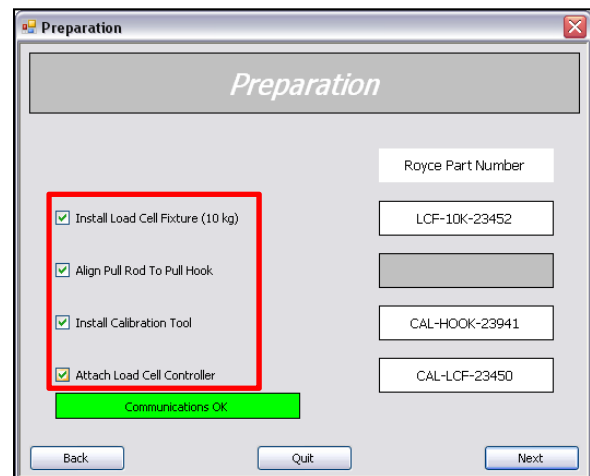 Preparation
Preparation
Royce Part Number
Install Load Cell Fixture (10 kg)
LCF-10K-23452
Align Pull Rod To Pull Hook
Install Calibration Tool
CAL-HOOK-23941
Attach Load Cell Controller
CAL-LCF-23450
Communications OK
Back
Quit
Next